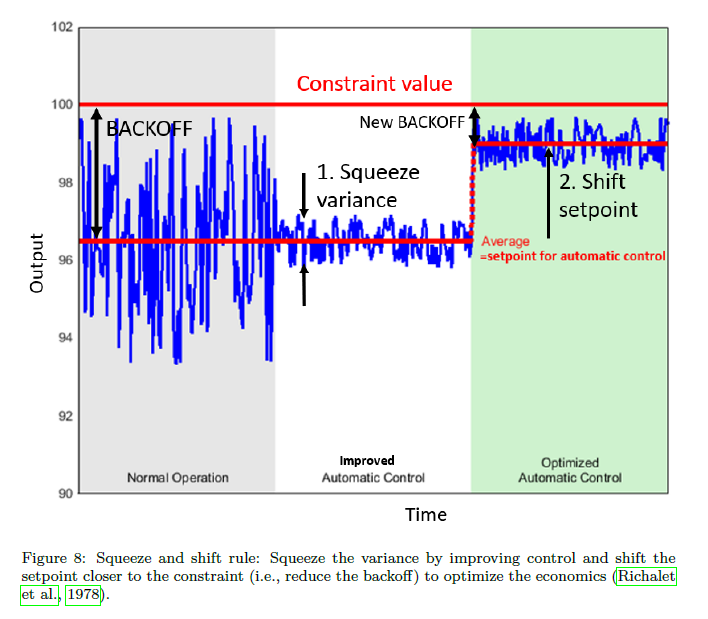 102
100
98
96
94
92
90
Output
Constraint value
BACKOFF
New BACKOFF
1. Squeeze
variance
2. Shift
setpoint
Average
=setpoint for automatic control
Normal Operation
Improved
Automatic Control
Optimized
Automatic Control
Time
Figure 8: Squeeze and shift rule: Squeeze the variance by improving control and shift the
setpoint closer to the constraint (i.e., reduce the backoff) to optimize the economics (Richalet
et al., 1978).